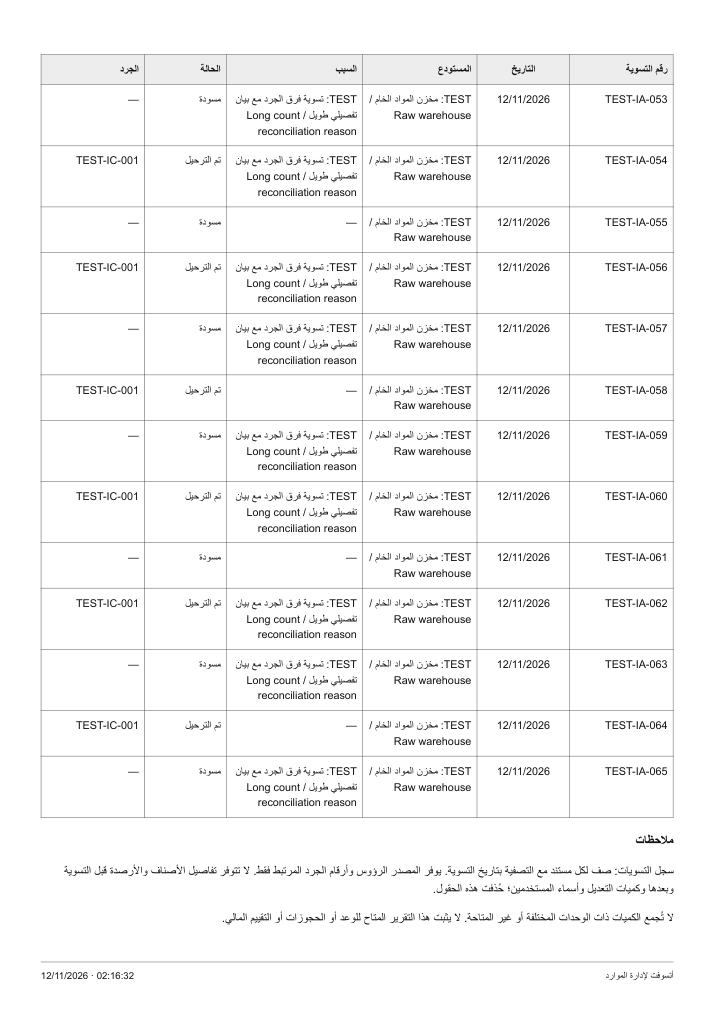 رقم التسوية التاريخ المستودع السبب الحالة الجرد
TEST-IA-053 12/11/2026 TEST: مخزن المواد الخام / TEST: تسوية فرق الجرد مع بيان مسودة —
Raw warehouse تفصيلي طويل / Long count
reconciliation reason
TEST-IA-054 12/11/2026 TEST: مخزن المواد الخام / TEST: تسوية فرق الجرد مع بيان تم الترحيل TEST-IC-001
Raw warehouse تفصيلي طويل / Long count
reconciliation reason
TEST-IA-055 12/11/2026 TEST: مخزن المواد الخام / — مسودة —
Raw warehouse
TEST-IA-056 12/11/2026 TEST: مخزن المواد الخام / TEST: تسوية فرق الجرد مع بيان تم الترحيل TEST-IC-001
Raw warehouse تفصيلي طويل / Long count
reconciliation reason
TEST-IA-057 12/11/2026 TEST: مخزن المواد الخام / TEST: تسوية فرق الجرد مع بيان مسودة —
Raw warehouse تفصيلي طويل / Long count
reconciliation reason
TEST-IA-058 12/11/2026 TEST: مخزن المواد الخام / — تم الترحيل TEST-IC-001
Raw warehouse
TEST-IA-059 12/11/2026 TEST: مخزن المواد الخام / TEST: تسوية فرق الجرد مع بيان مسودة —
Raw warehouse تفصيلي طويل / Long count
reconciliation reason
TEST-IA-060 12/11/2026 TEST: مخزن المواد الخام / TEST: تسوية فرق الجرد مع بيان تم الترحيل TEST-IC-001
Raw warehouse تفصيلي طويل / Long count
reconciliation reason
TEST-IA-061 12/11/2026 TEST: مخزن المواد الخام / — مسودة —
Raw warehouse
TEST-IA-062 12/11/2026 TEST: مخزن المواد الخام / TEST: تسوية فرق الجرد مع بيان تم الترحيل TEST-IC-001
Raw warehouse تفصيلي طويل / Long count
reconciliation reason
TEST-IA-063 12/11/2026 TEST: مخزن المواد الخام / TEST: تسوية فرق الجرد مع بيان مسودة —
Raw warehouse تفصيلي طويل / Long count
reconciliation reason
TEST-IA-064 12/11/2026 TEST: مخزن المواد الخام / — تم الترحيل TEST-IC-001
Raw warehouse
TEST-IA-065 12/11/2026 TEST: مخزن المواد الخام / TEST: تسوية فرق الجرد مع بيان مسودة —
Raw warehouse تفصيلي طويل / Long count
reconciliation reason
ملاحظات
سجل التسويات: صف لكل مستند مع التصفية بتاريخ التسوية. يوفر المصدر الرؤوس وأرقام الجرد المرتبط فقط. لا تتوفر تفاصيل الأصناف والأرصدة قبل التسوية
وبعدها وكميات التعديل وأسماء المستخدمين؛ حُذفت هذه الحقول.
لا تُجمع الكميات ذات الوحدات المختلفة أو غير المتاحة. لا يثبت هذا التقرير المتاح للوعد أو الحجوزات أو التقييم المالي.
أتسوفت لإدارة الموارد 12/11/2026 · 02:16:32